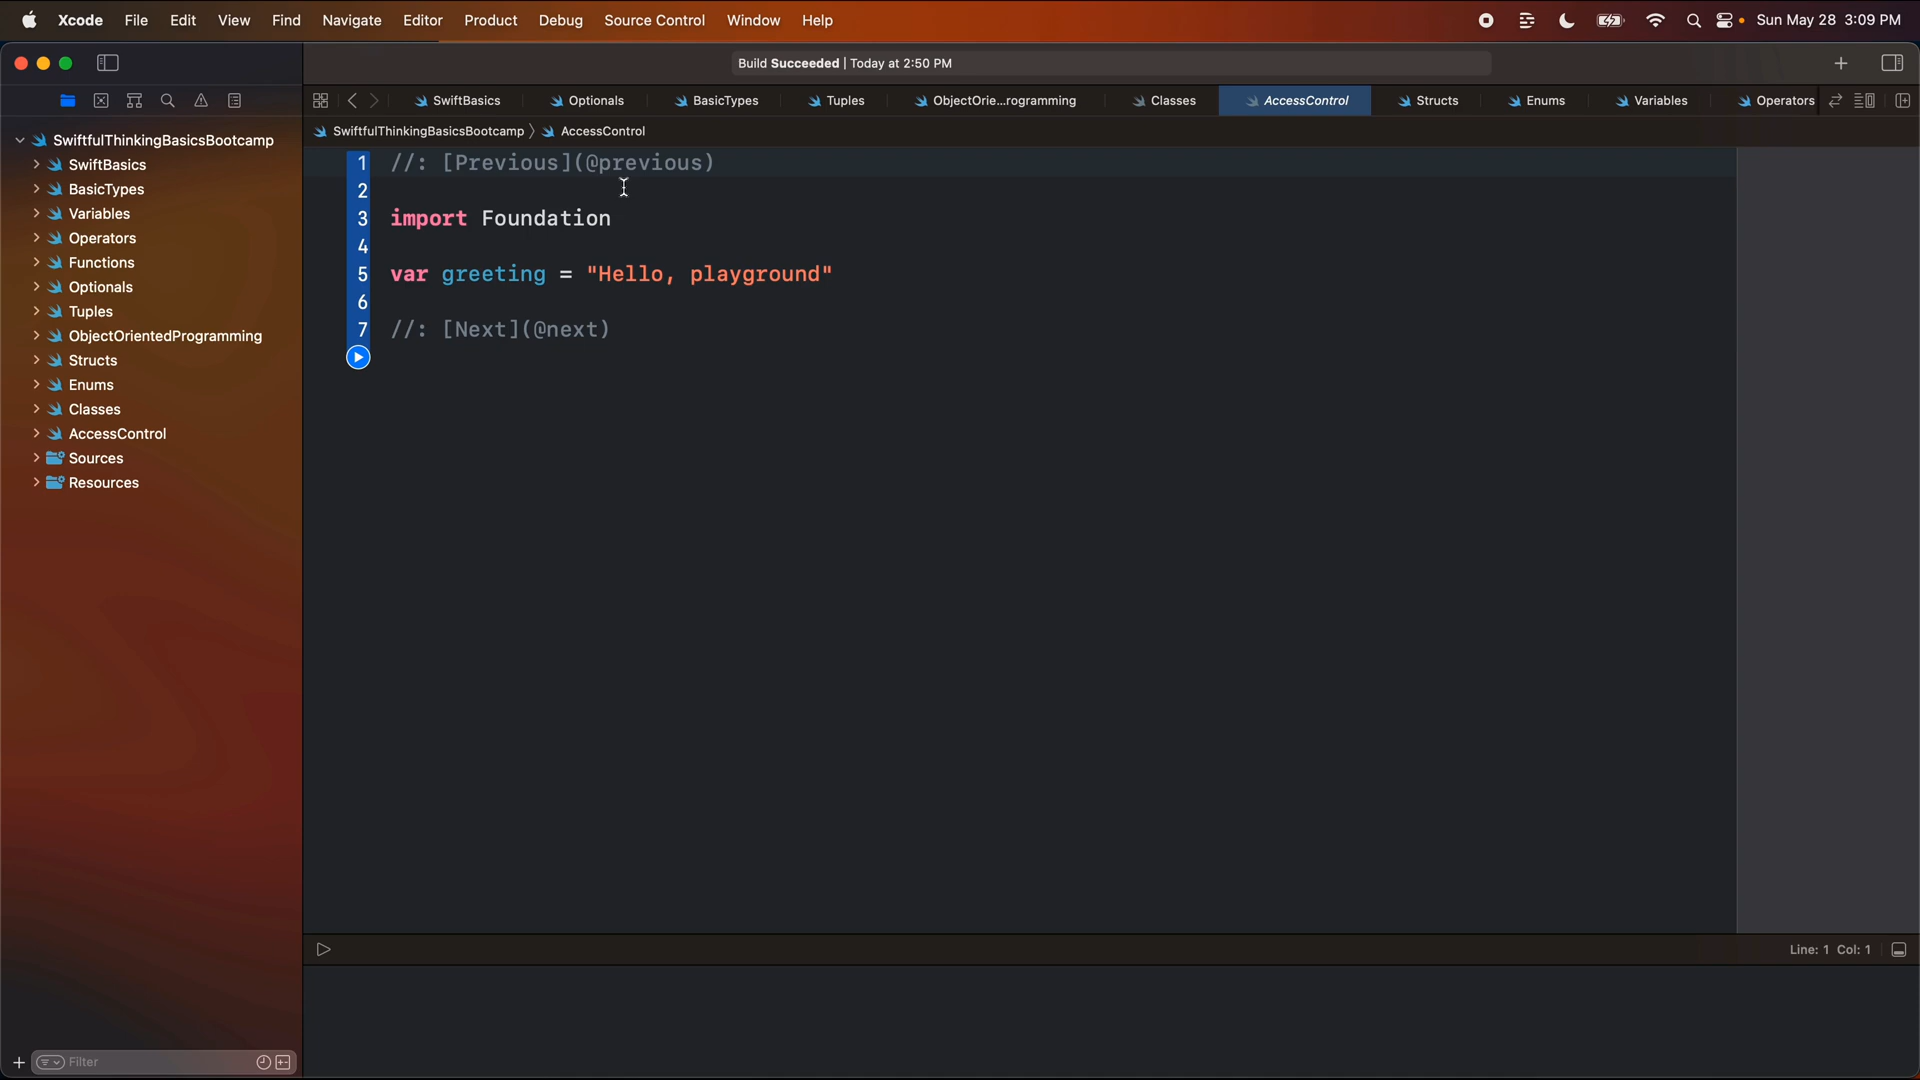 Xcode File Edit View Find Navigate Editor Product Debug Source Control Window Help Sun May 28 3:09 PM
Build Succeeded | Today at 2:50 PM
SwiftBasics Optionals BasicTypes Tuples ObjectOrie...rogramming Classes AccessControl Structs Enums Variables Operators
SwiftfulThinkingBasicsBootcamp AccessControl
SwiftfulThinkingBasicsBootcamp
SwiftBasics
BasicTypes
Variables
Operators
Functions
Optionals
Tuples
ObjectOrientedProgramming
Structs
Enums
Classes
AccessControl
Sources
Resources
1 //: [Previous](@previous)
2
3 import Foundation
4
5 var greeting = "Hello, playground"
6
7 //: [Next](@next)
Line: 1 Col: 1
Filter